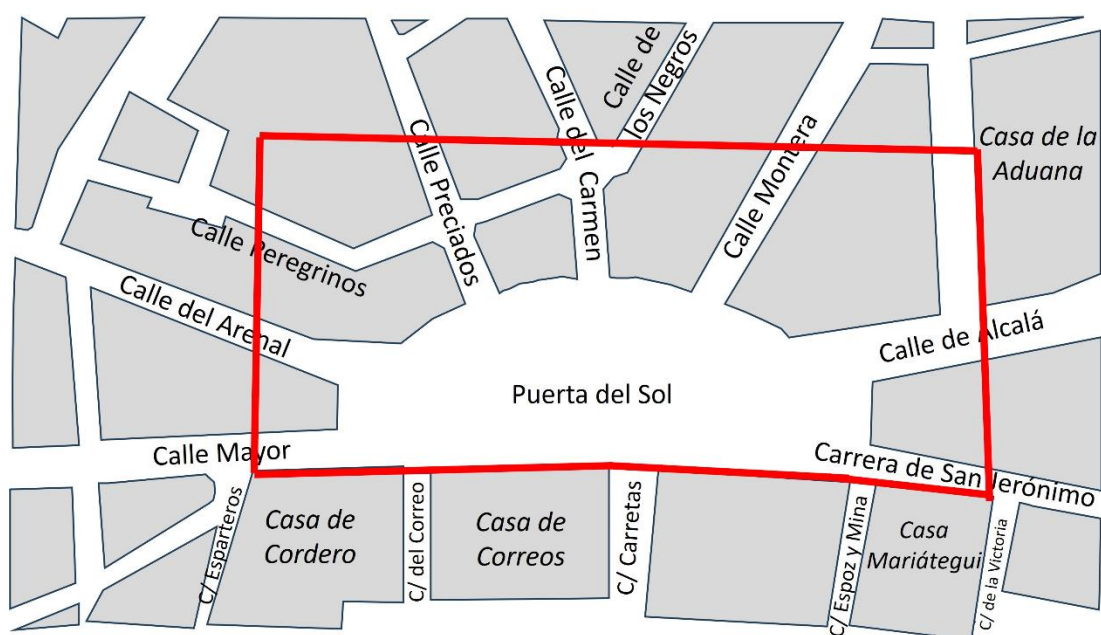 Calle de
los Negros
Calle del
Carmen
Calle Preciados
Calle Montera
Casa de la
Aduana
Calle Peregrinos
Calle del Arenal
Calle de Alcalá
Puerta del Sol
Calle Mayor
Carrera de San Jerónimo
C/ Esparteros
Casa de
Cordero
C/ del Correo
Casa de
Correos
C/ Carretas
C/ Espoz y Mina
Casa
Mariátegui
C/ de la Victoria